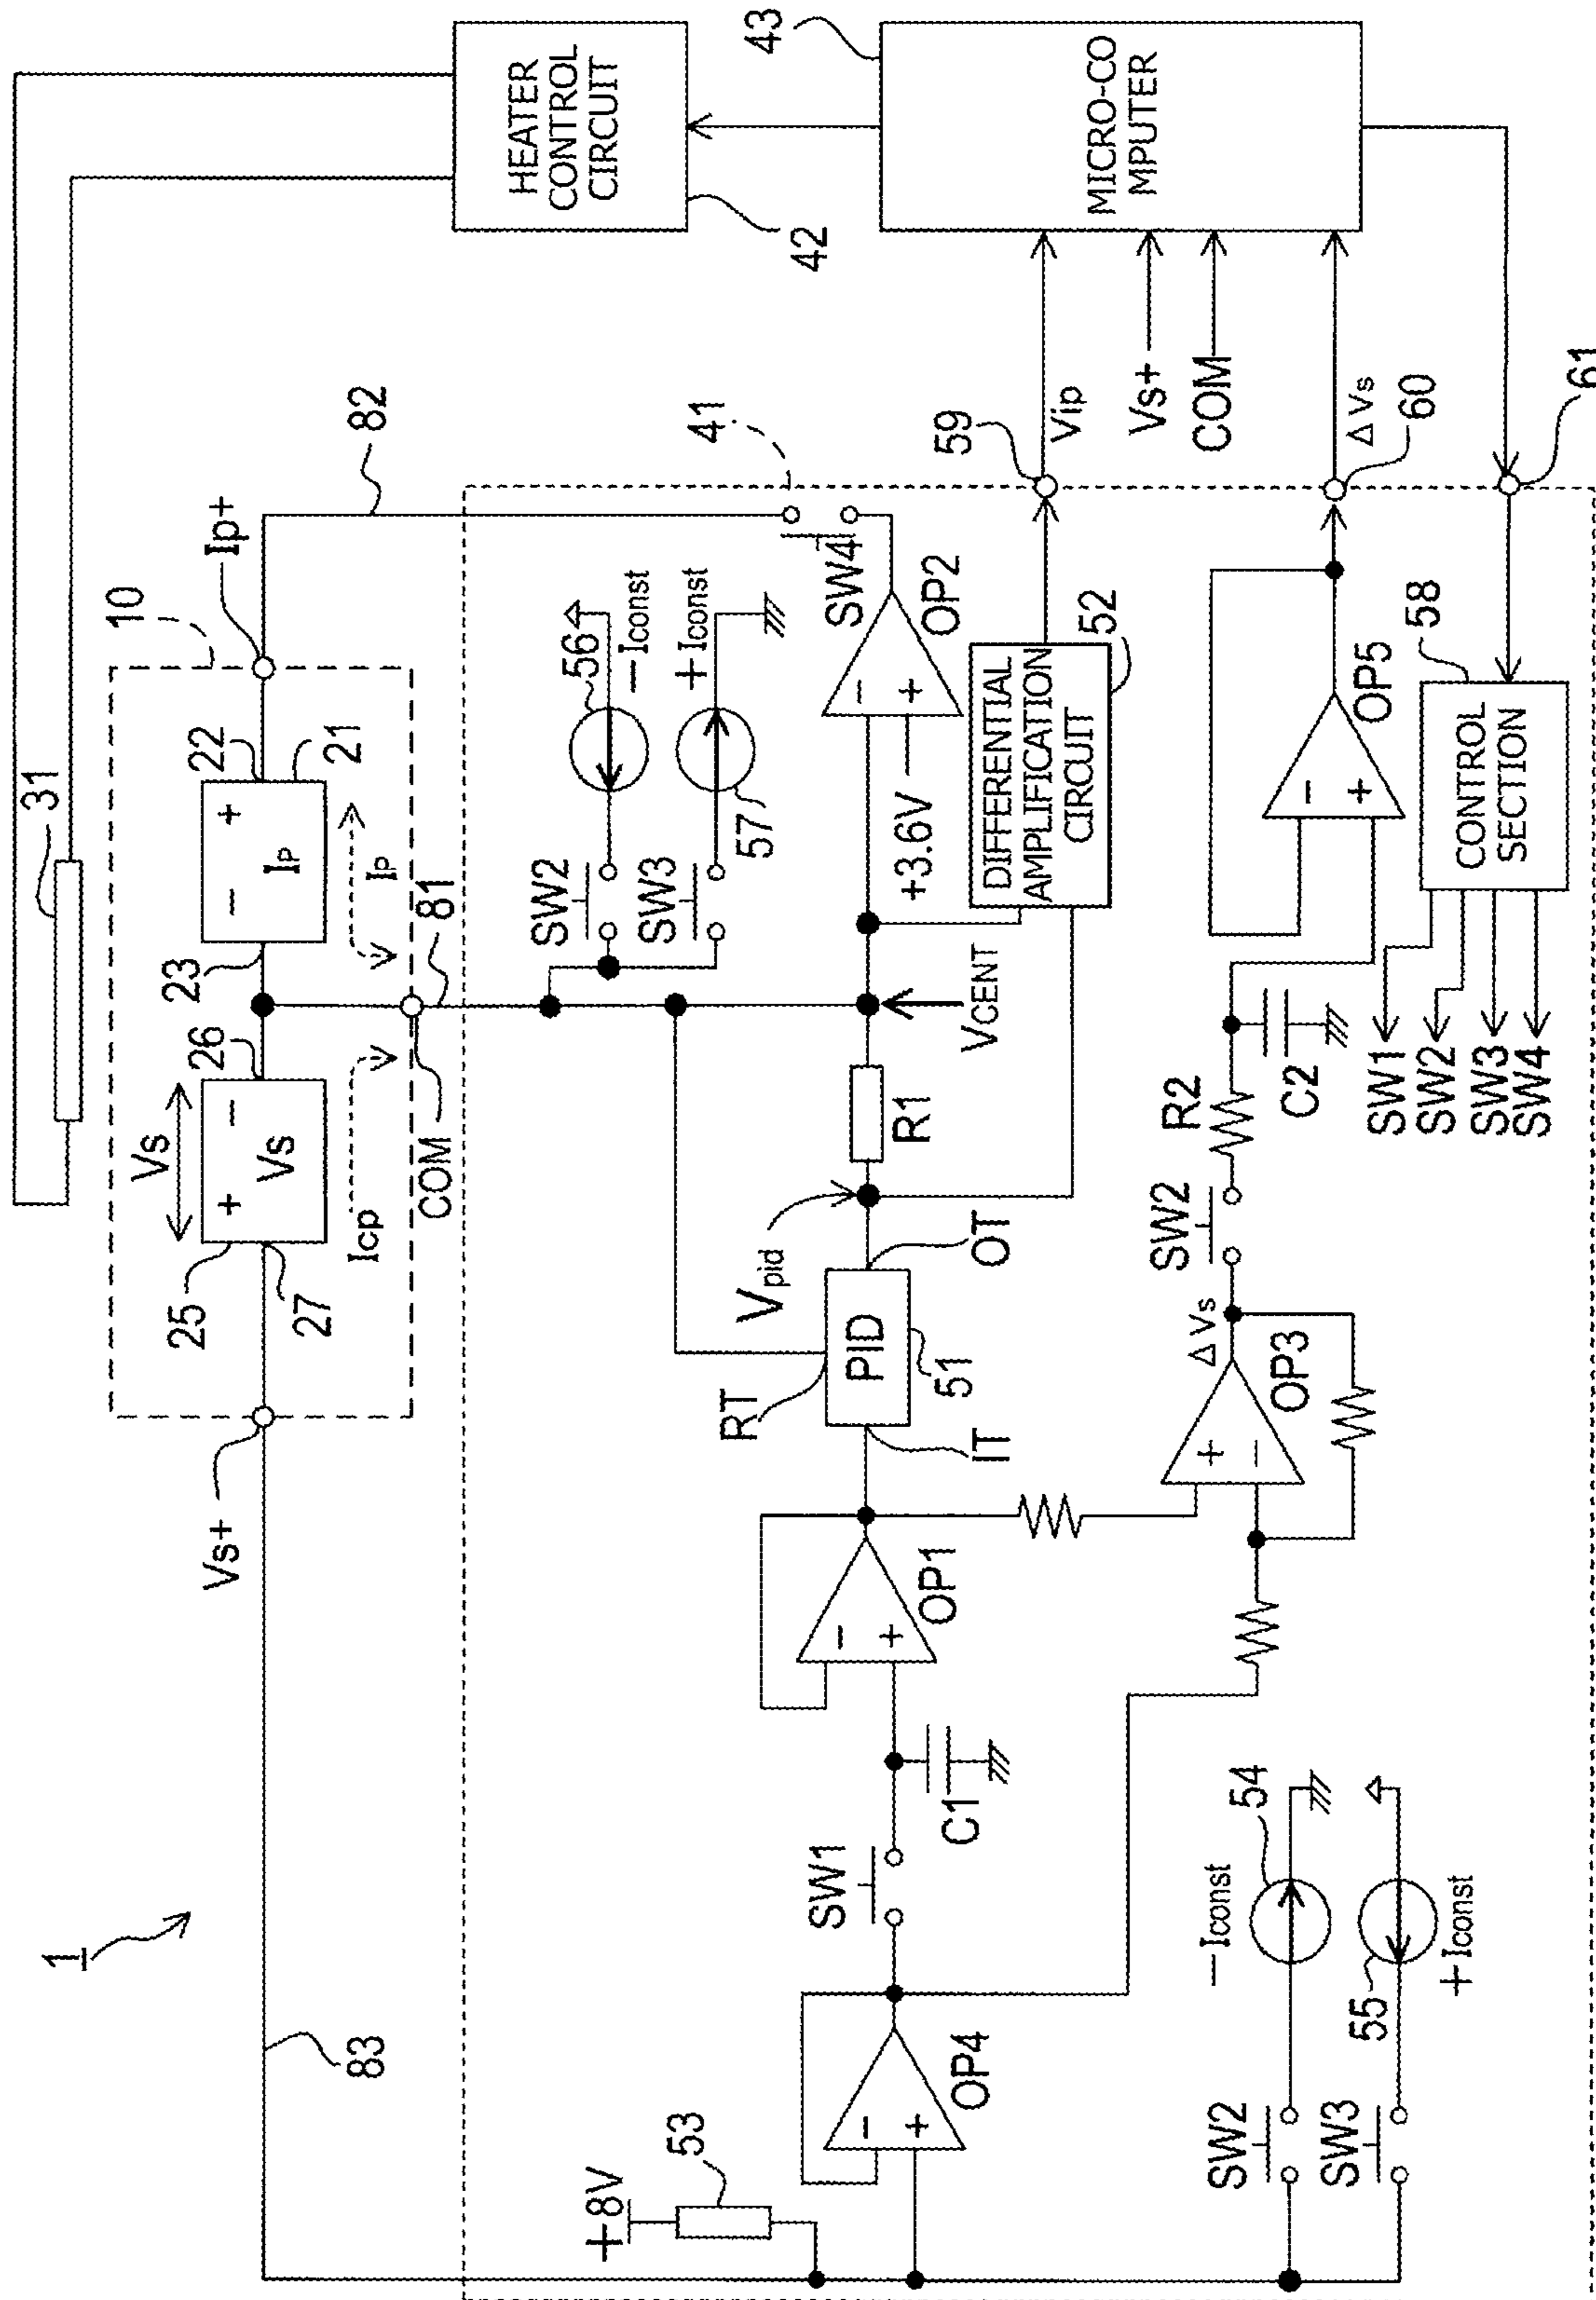 1
Vs+
Vs
31
10
Ip+
82
83
25
+
−
Vs
26
23
−
+
Ip
22
21
27
Icp
COM
Ip
81
41
HEATER
CONTROL
CIRCUIT
42
43
MICRO-CO
MPUTER
59
Vip
Vs+
COM
ΔVs
60
61
+8V
53
SW2
SW3
56
−Iconst
+Iconst
57
SW4
−
+
OP2
+3.6V
VCENT
R1
Vpid
OT
RT
PID
51
IT
DIFFERENTIAL
AMPLIFICATION
CIRCUIT
52
−
+
OP4
SW1
C1
−
+
OP1
+
−
OP3
ΔVs
SW2
R2
C2
−
+
OP5
58
CONTROL
SECTION
SW1
SW2
SW3
SW4
SW2
SW3
−Iconst
54
55
+Iconst